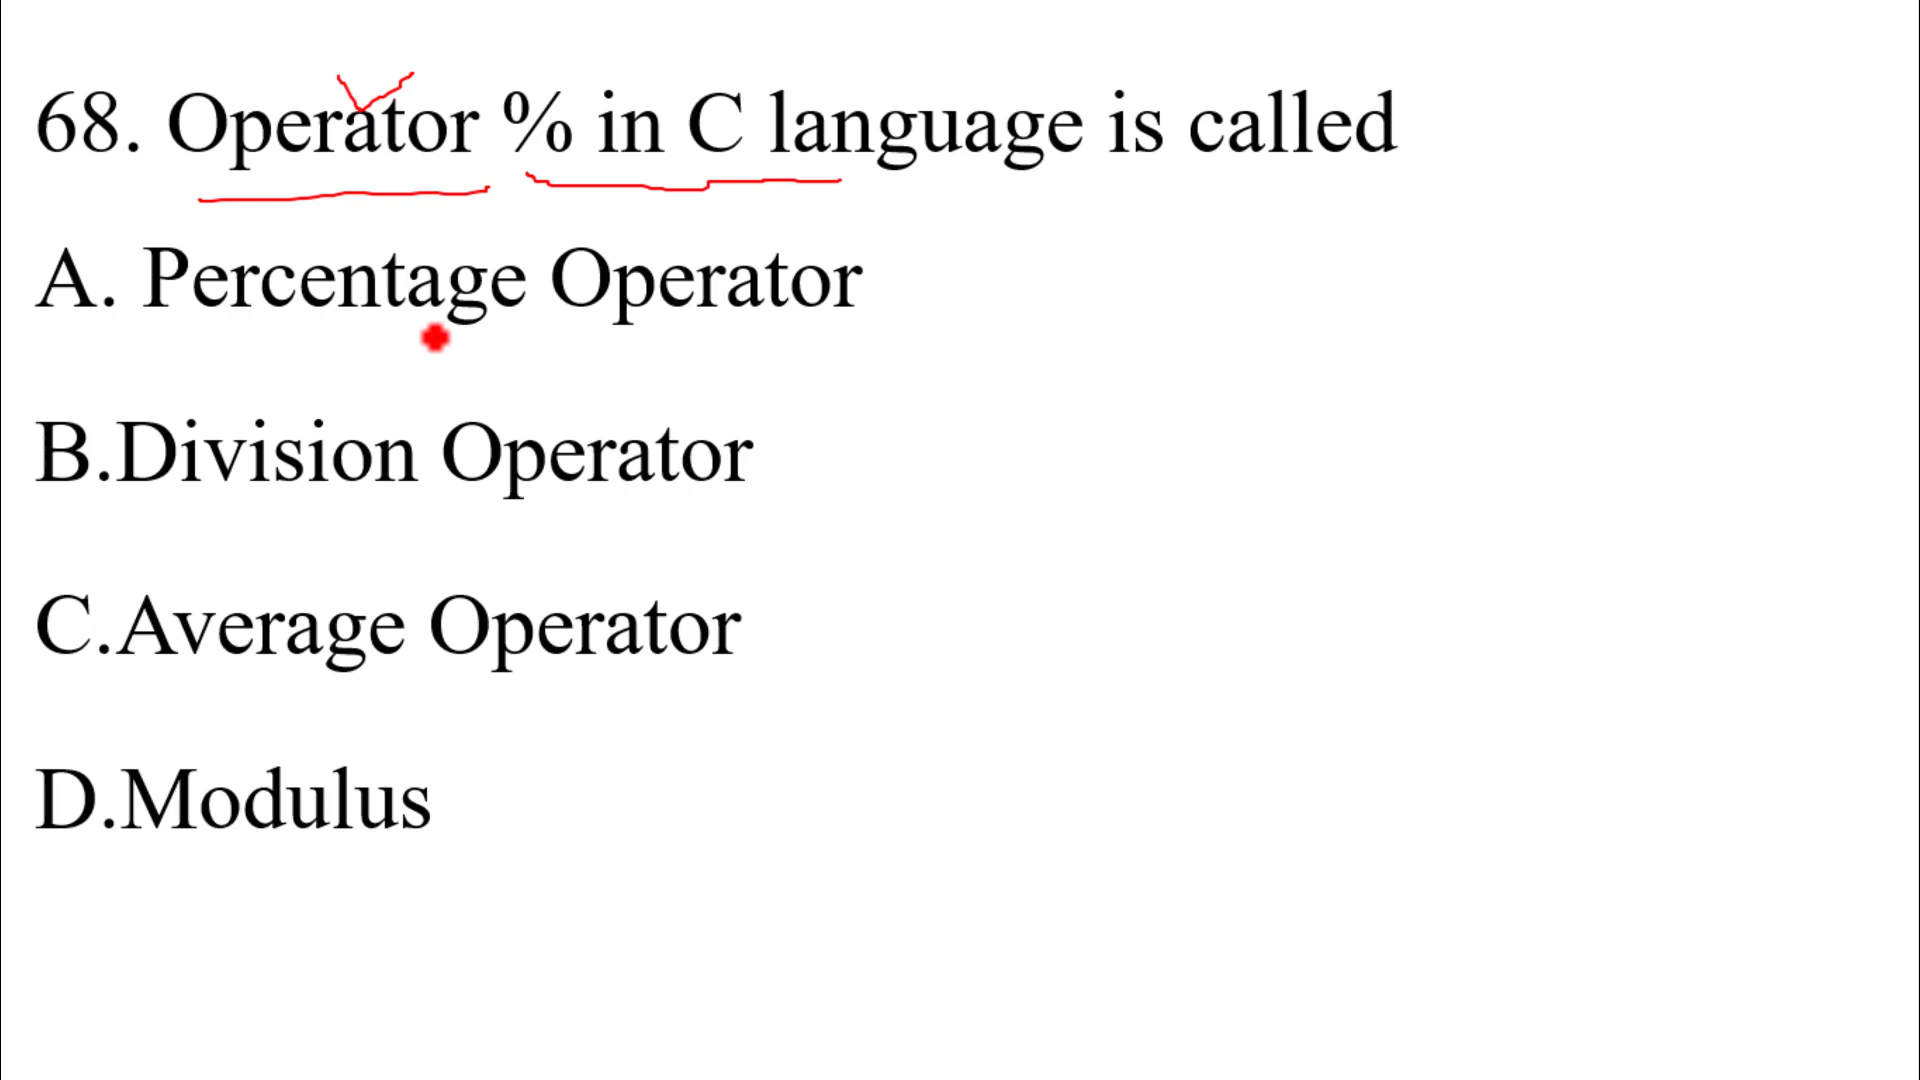 68. Operator % in C language is called
A. Percentage Operator
B.Division Operator
C.Average Operator
D.Modulus